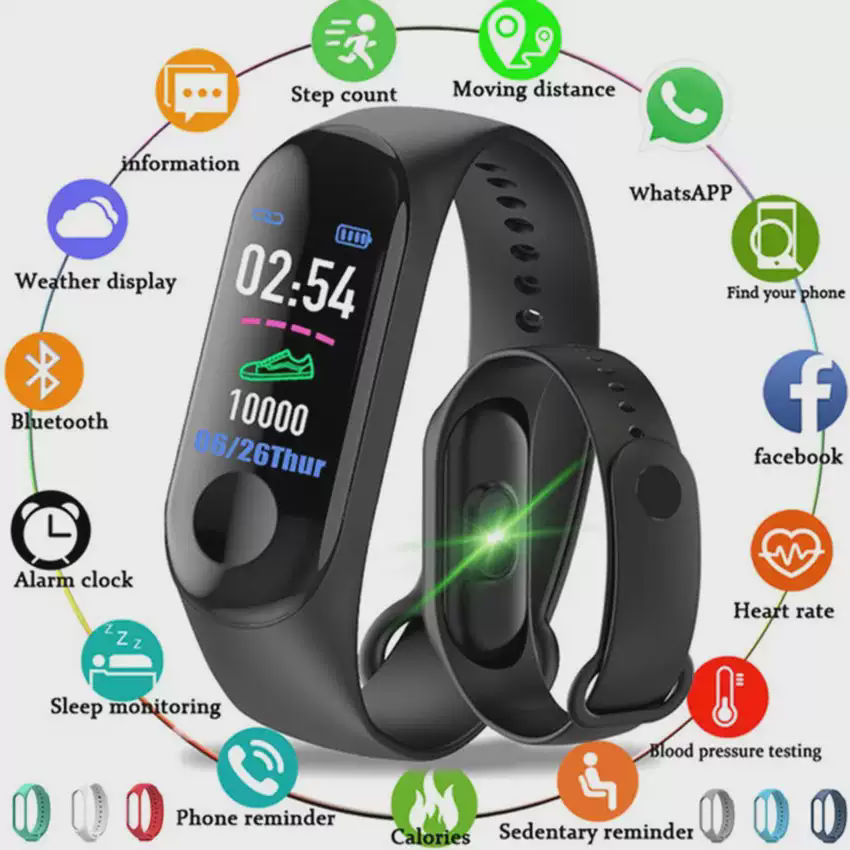 Step count
Moving distance
information
WhatsAPP
Weather display
Find your phone
02:54
10000
06/26Thur
Bluetooth
facebook
Alarm clock
Heart rate
Z Z Z
Sleep monitoring
Blood pressure testing
Phone reminder
Calories
Sedentary reminder